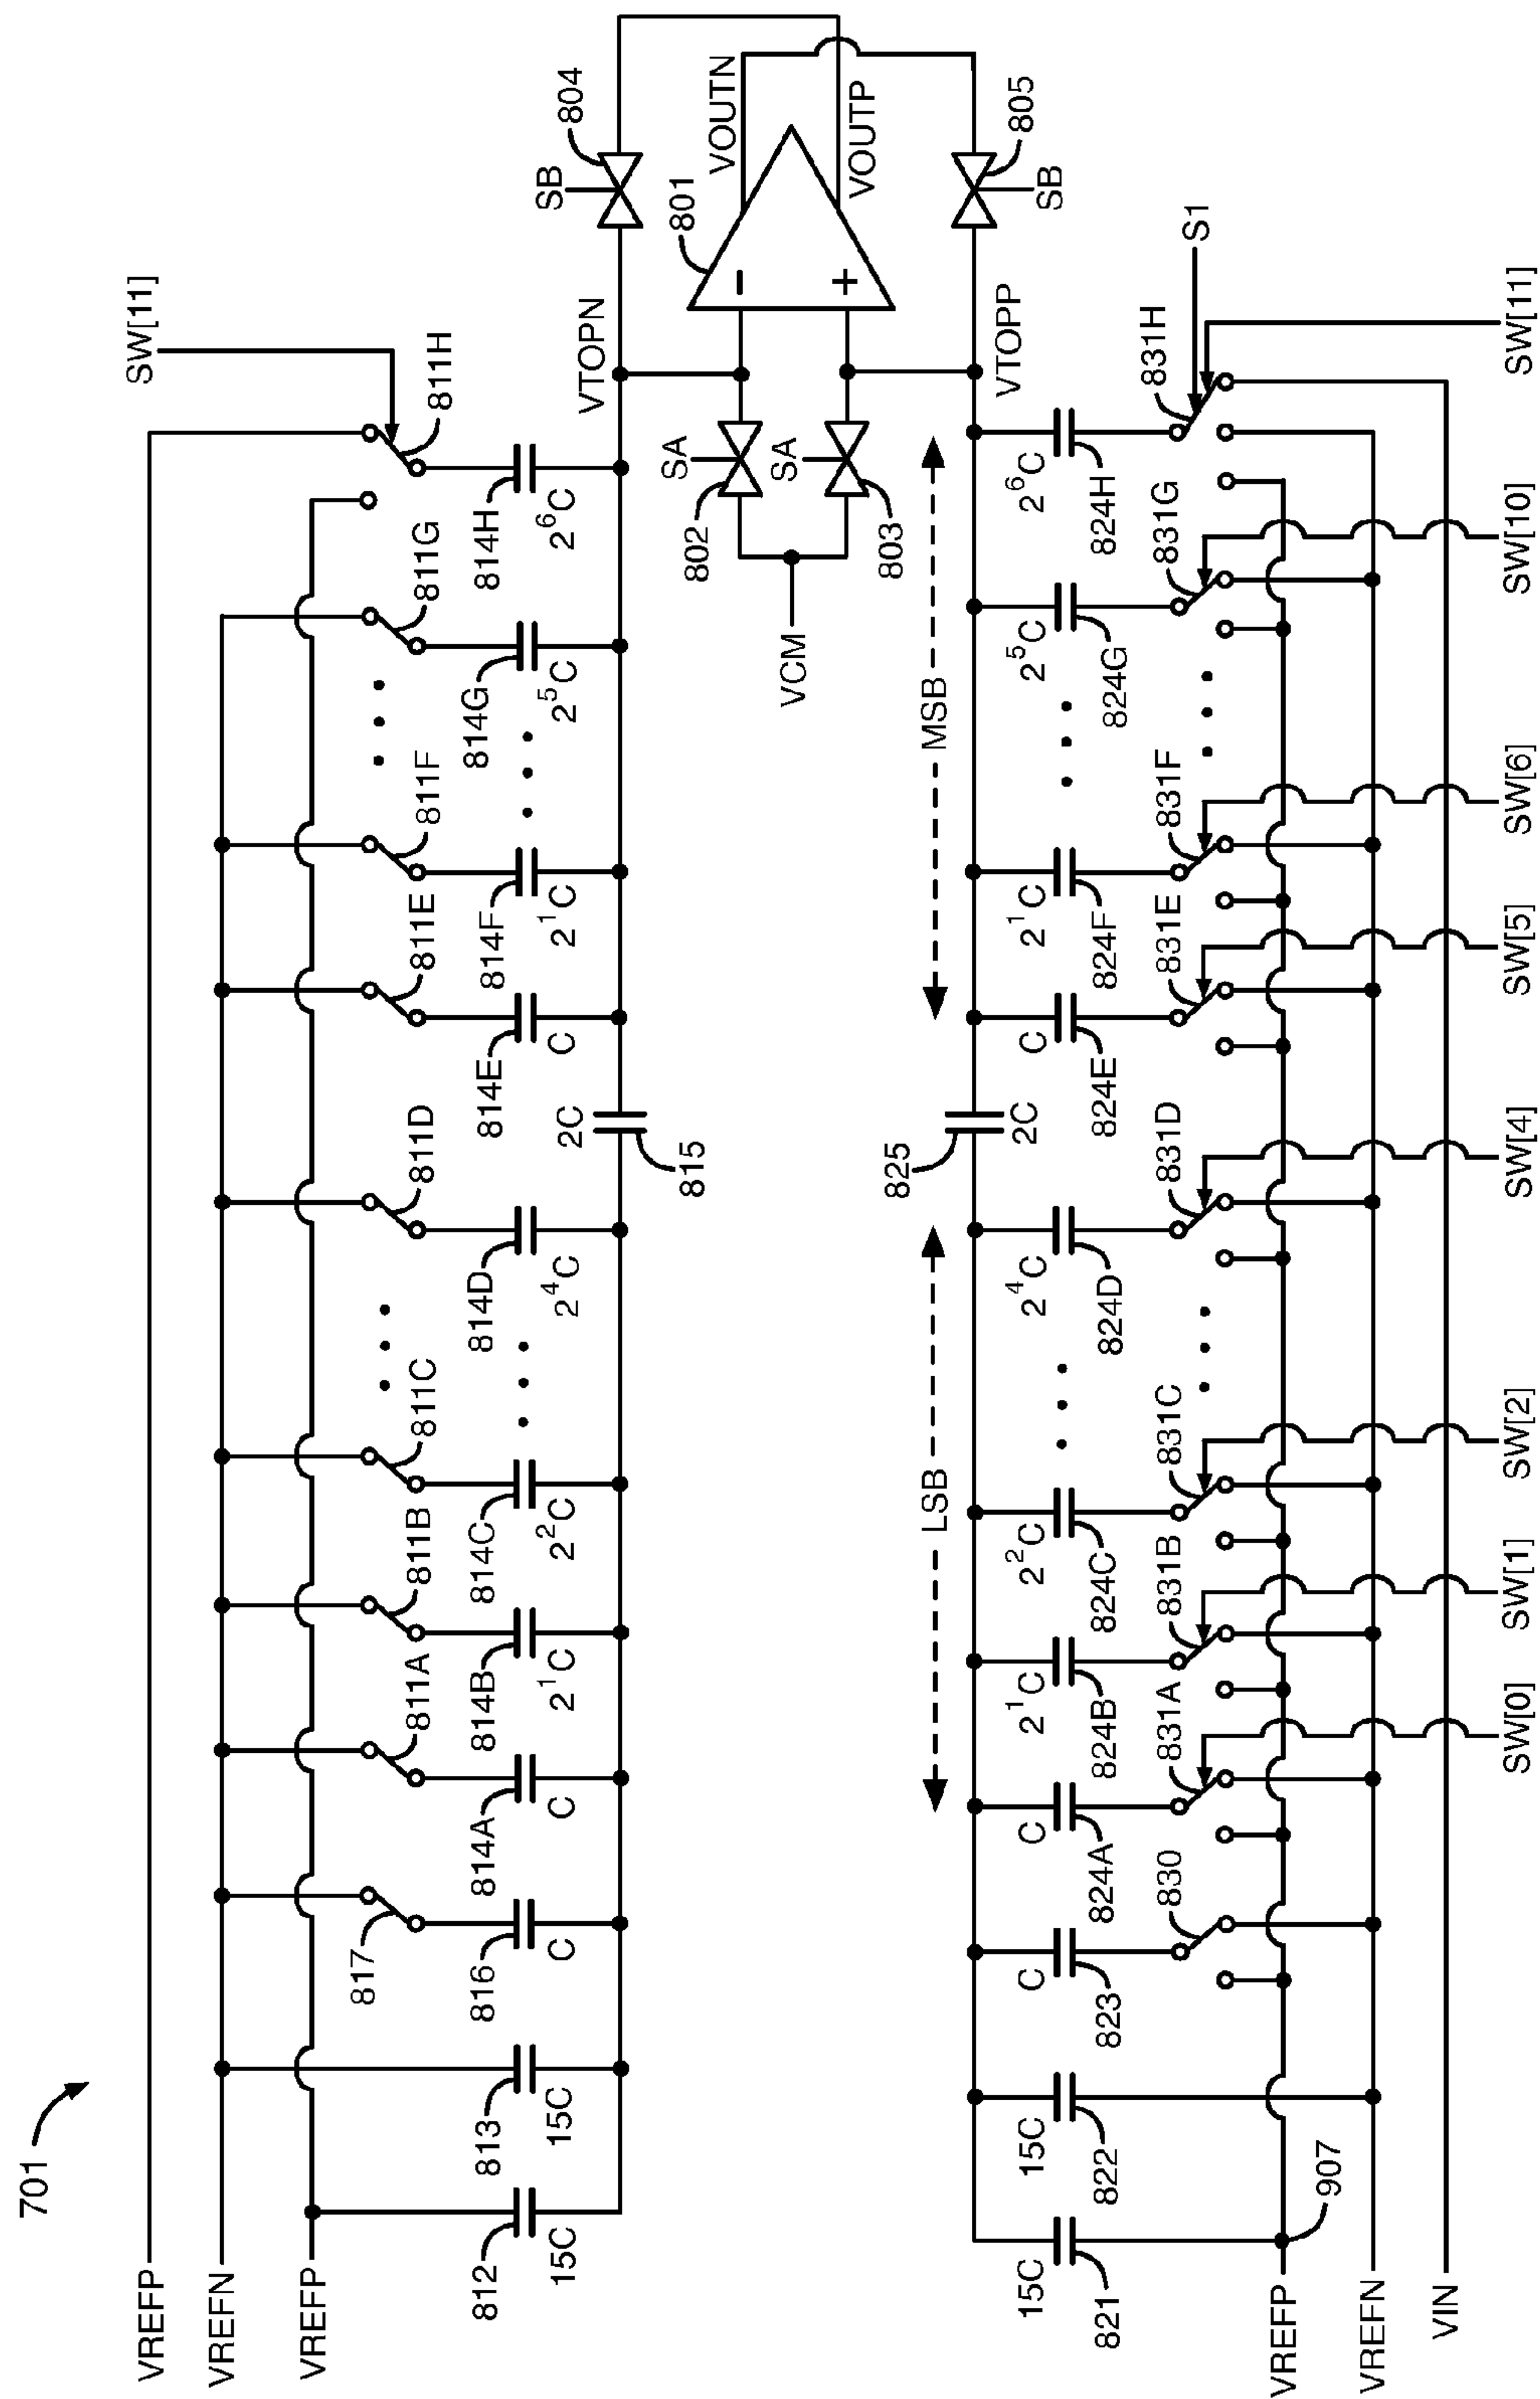 701
VREFP
VREFN
VREFP
SW[11]
811H
811G
811F
811E
811D
811C
811B
811A
817
814H
2^6C
814G
2^5C
814F
2^1C
814E
C
814D
2^4C
814C
2^2C
814B
2^1C
814A
C
816
C
813
15C
812
15C
2C
815
VTOPN
SB
804
VOUTN
801
VOUTP
−
+
SA
SA
802
803
VCM
805
SB
VTOPP
825
2C
MSB
LSB
2^6C
824H
2^5C
824G
2^1C
824F
C
824E
2^4C
824D
2^2C
824C
2^1C
824B
C
824A
C
823
15C
822
15C
821
S1
831H
831G
831F
831E
831D
831C
831B
831A
830
907
VREFP
VREFN
VIN
SW[11]
SW[10]
SW[6]
SW[5]
SW[4]
SW[2]
SW[1]
SW[0]